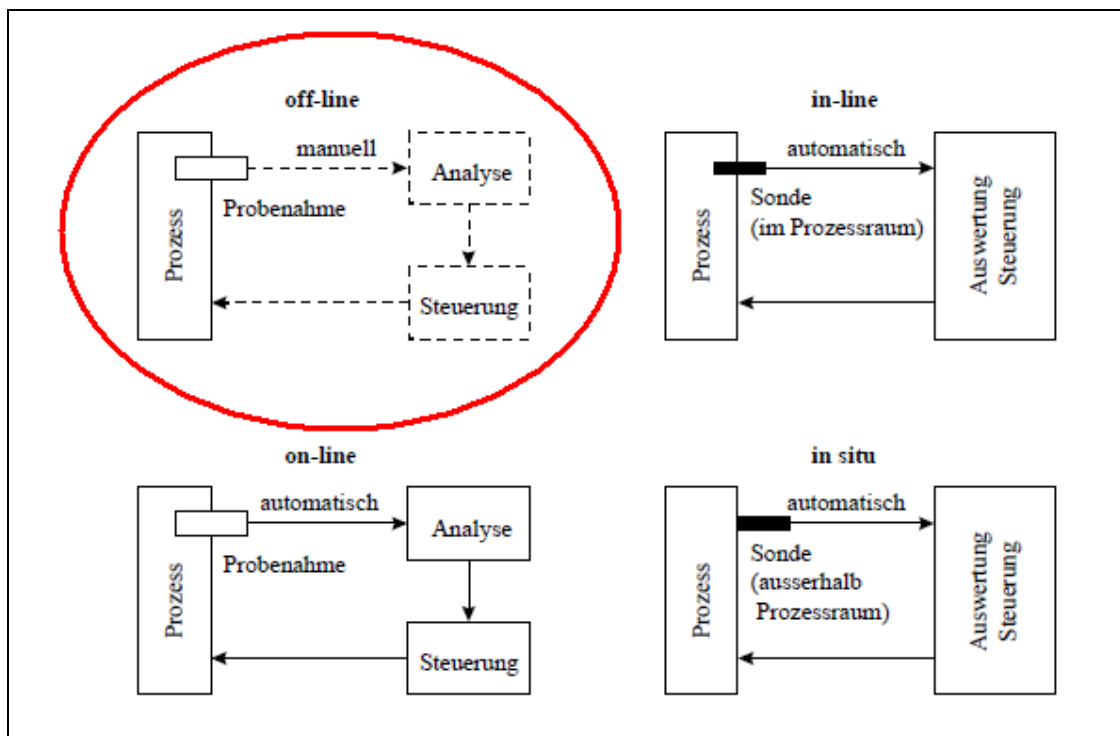 off-line
manuell
Analyse
Probenahme
Prozess
Steuerung
in-line
automatisch
Sonde
(im Prozessraum)
Prozess
Auswertung
Steuerung
on-line
automatisch
Analyse
Probenahme
Prozess
Steuerung
in situ
automatisch
Sonde
(ausserhalb
Prozessraum)
Prozess
Auswertung
Steuerung